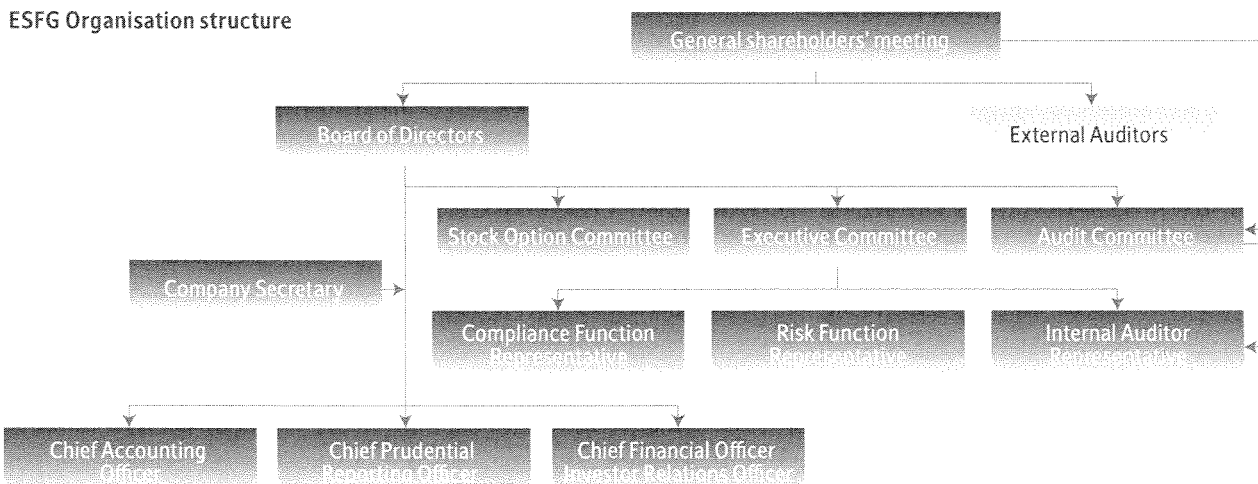 ESFG Organisation structure
General shareholders' meeting
Board of Directors
External Auditors
Stock Option Committee
Executive Committee
Audit Committee
Company Secretary
Compliance Function
Representative
Risk Function
Representative
Internal Auditor
Representative
Chief Accounting
Officer
Chief Prudential
Reporting Officer
Chief Financial Officer
Investor Relations Officer